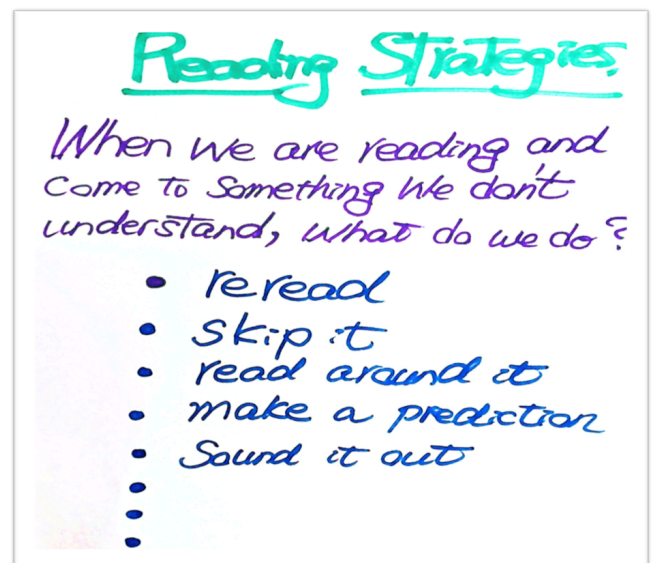 Reading Strategies.
When we are reading and
come to something we don't
understand, what do we do?
• reread
• skip it
• read around it
• make a prediction
• Sound it out
•
•
•